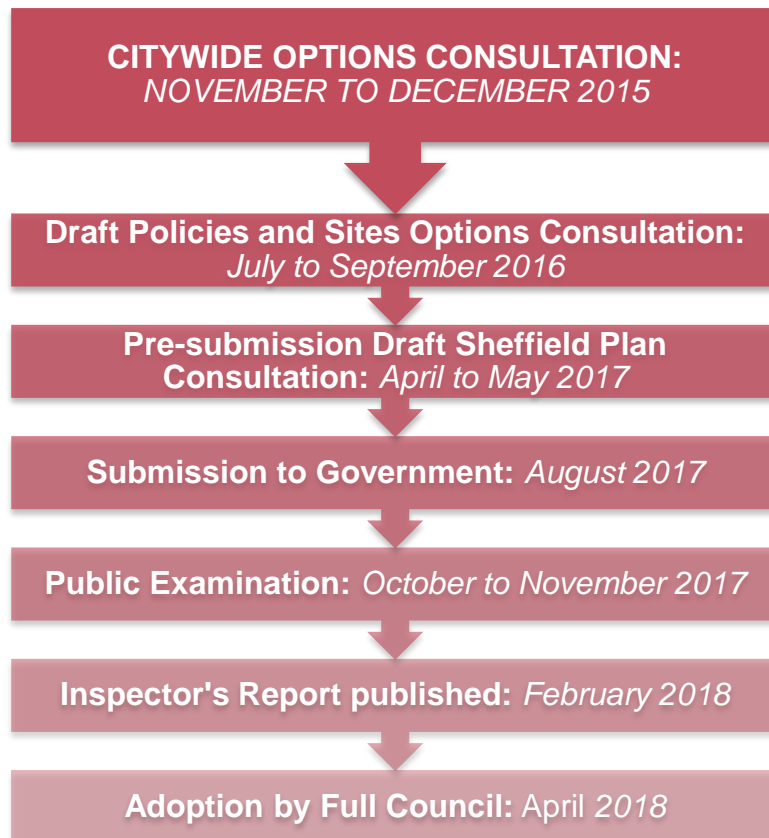 CITYWIDE OPTIONS CONSULTATION:
NOVEMBER TO DECEMBER 2015
Draft Policies and Sites Options Consultation:
July to September 2016
Pre-submission Draft Sheffield Plan
Consultation: April to May 2017
Submission to Government: August 2017
Public Examination: October to November 2017
Inspector's Report published: February 2018
Adoption by Full Council: April 2018